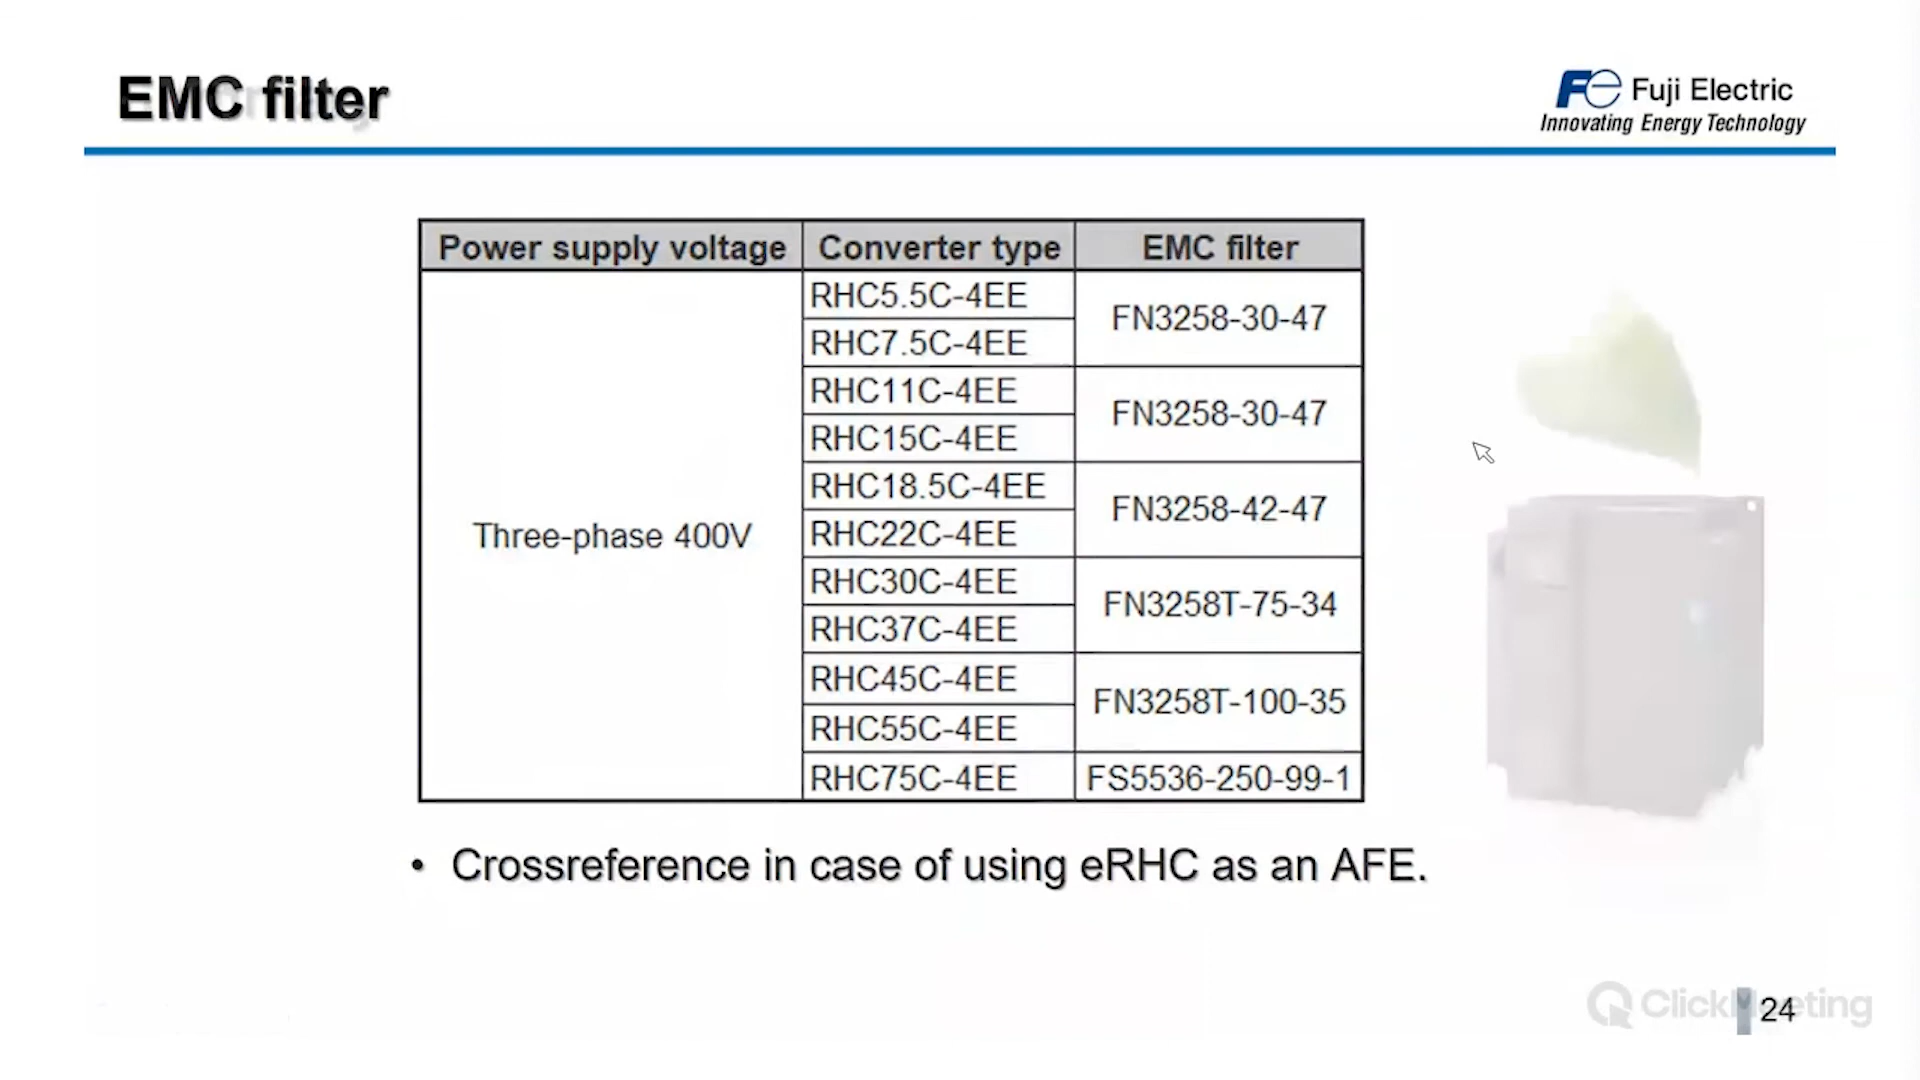 EMC filter
Fe Fuji Electric
Innovating Energy Technology
Power supply voltage Converter type EMC filter
Three-phase 400V
RHC5.5C-4EE
RHC7.5C-4EE
FN3258-30-47
RHC11C-4EE
RHC15C-4EE
FN3258-30-47
RHC18.5C-4EE
RHC22C-4EE
FN3258-42-47
RHC30C-4EE
RHC37C-4EE
FN3258T-75-34
RHC45C-4EE
RHC55C-4EE
FN3258T-100-35
RHC75C-4EE FS5536-250-99-1
• Crossreference in case of using eRHC as an AFE.
ClickMeeting
24